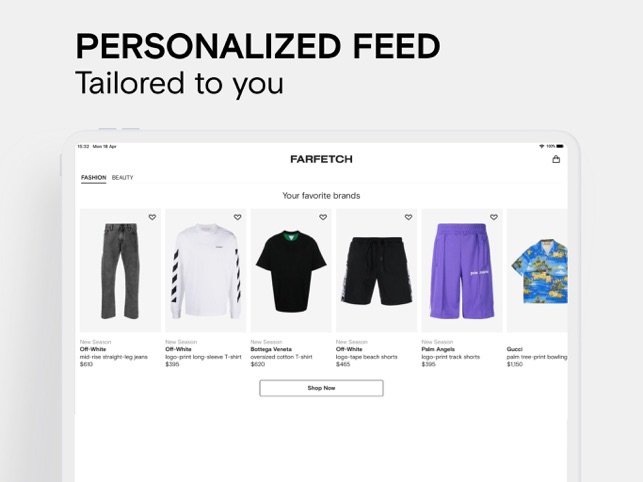 PERSONALIZED FEED
Tailored to you
15:32 Mon 18 Apr
100%
FARFETCH
FASHION BEAUTY
Your favorite brands
New Season
Off-White
mid-rise straight-leg jeans
$610
New Season
Off-White
logo-print long-sleeve T-shirt
$395
New Season
Bottega Veneta
oversized cotton T-shirt
$620
New Season
Off-White
logo-tape beach shorts
$465
New Season
Palm Angels
logo-print track shorts
$395
Gucci
palm tree-print bowling
$1,150
Shop Now